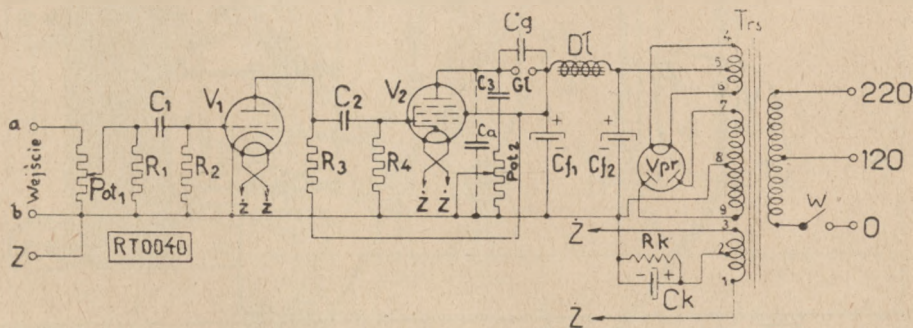 Trs
Cg
Dł
4
V1
V2
C3
Gł
5
6
220
C1
C2
7
a
Ca
+
+
120
Wejście
Pot1
R1
R2
R3
R4
Pot2
- Cf1
- Cf2
Vpr
8
ż ż
ż ż
9
W
0
b
Ż
3
Z
RT0040
Rk
2
- +
Ck
1
Ż